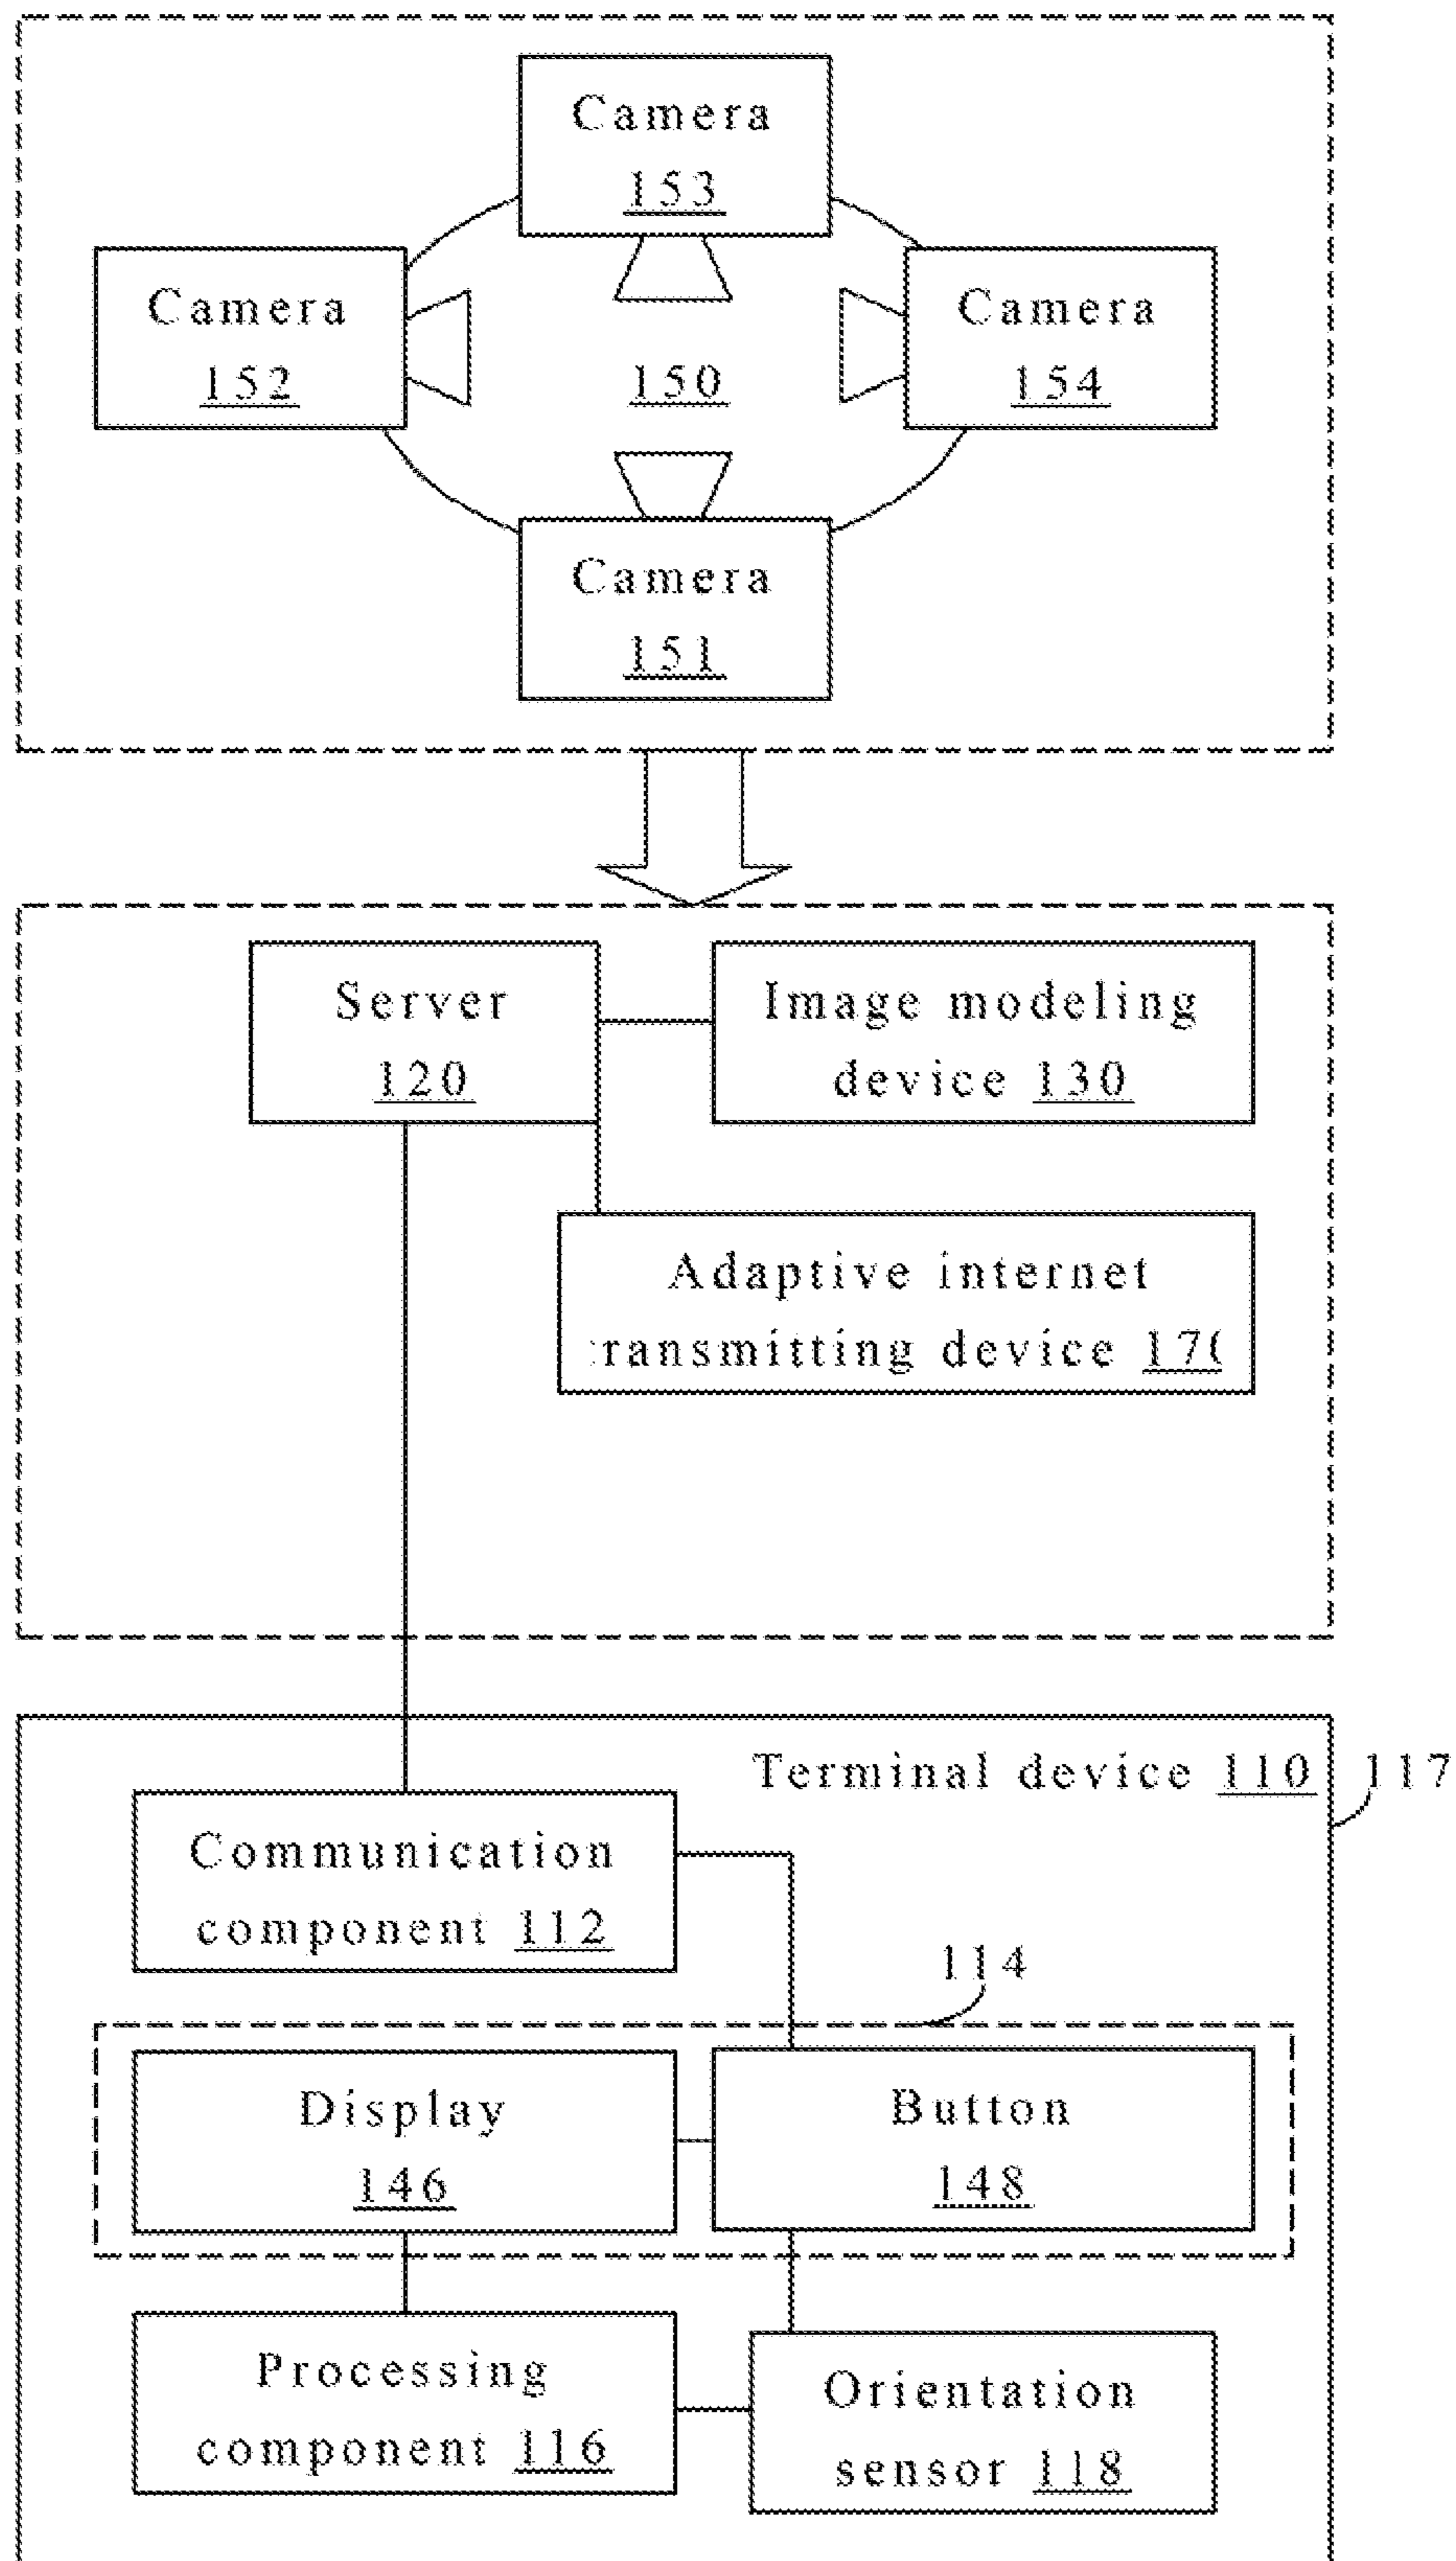 Camera
153
Camera
152
150
Camera
154
Camera
151
Server
120
Image modeling
device 130
Adaptive internet
device
Terminal device 110
117
Communication
component 112
114
Display
146
Button
148
Processing
component 116
Orientation
sensor 118